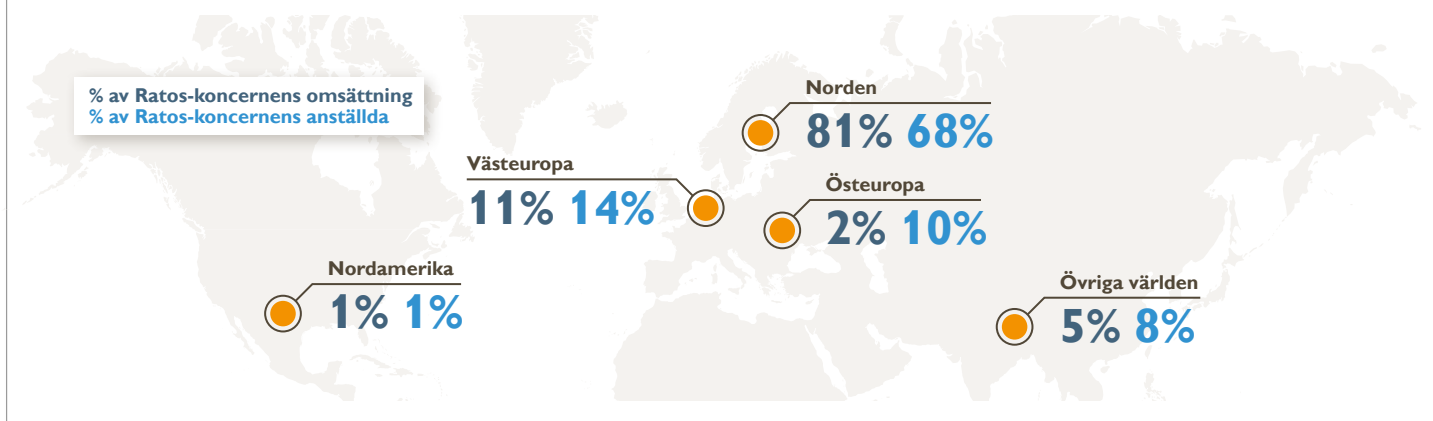 % av Ratos-koncernens omsättning
% av Ratos-koncernens anställda
Norden
81% 68%
Västeuropa
11% 14%
Östeuropa
2% 10%
Nordamerika
1% 1%
Övriga världen
5% 8%